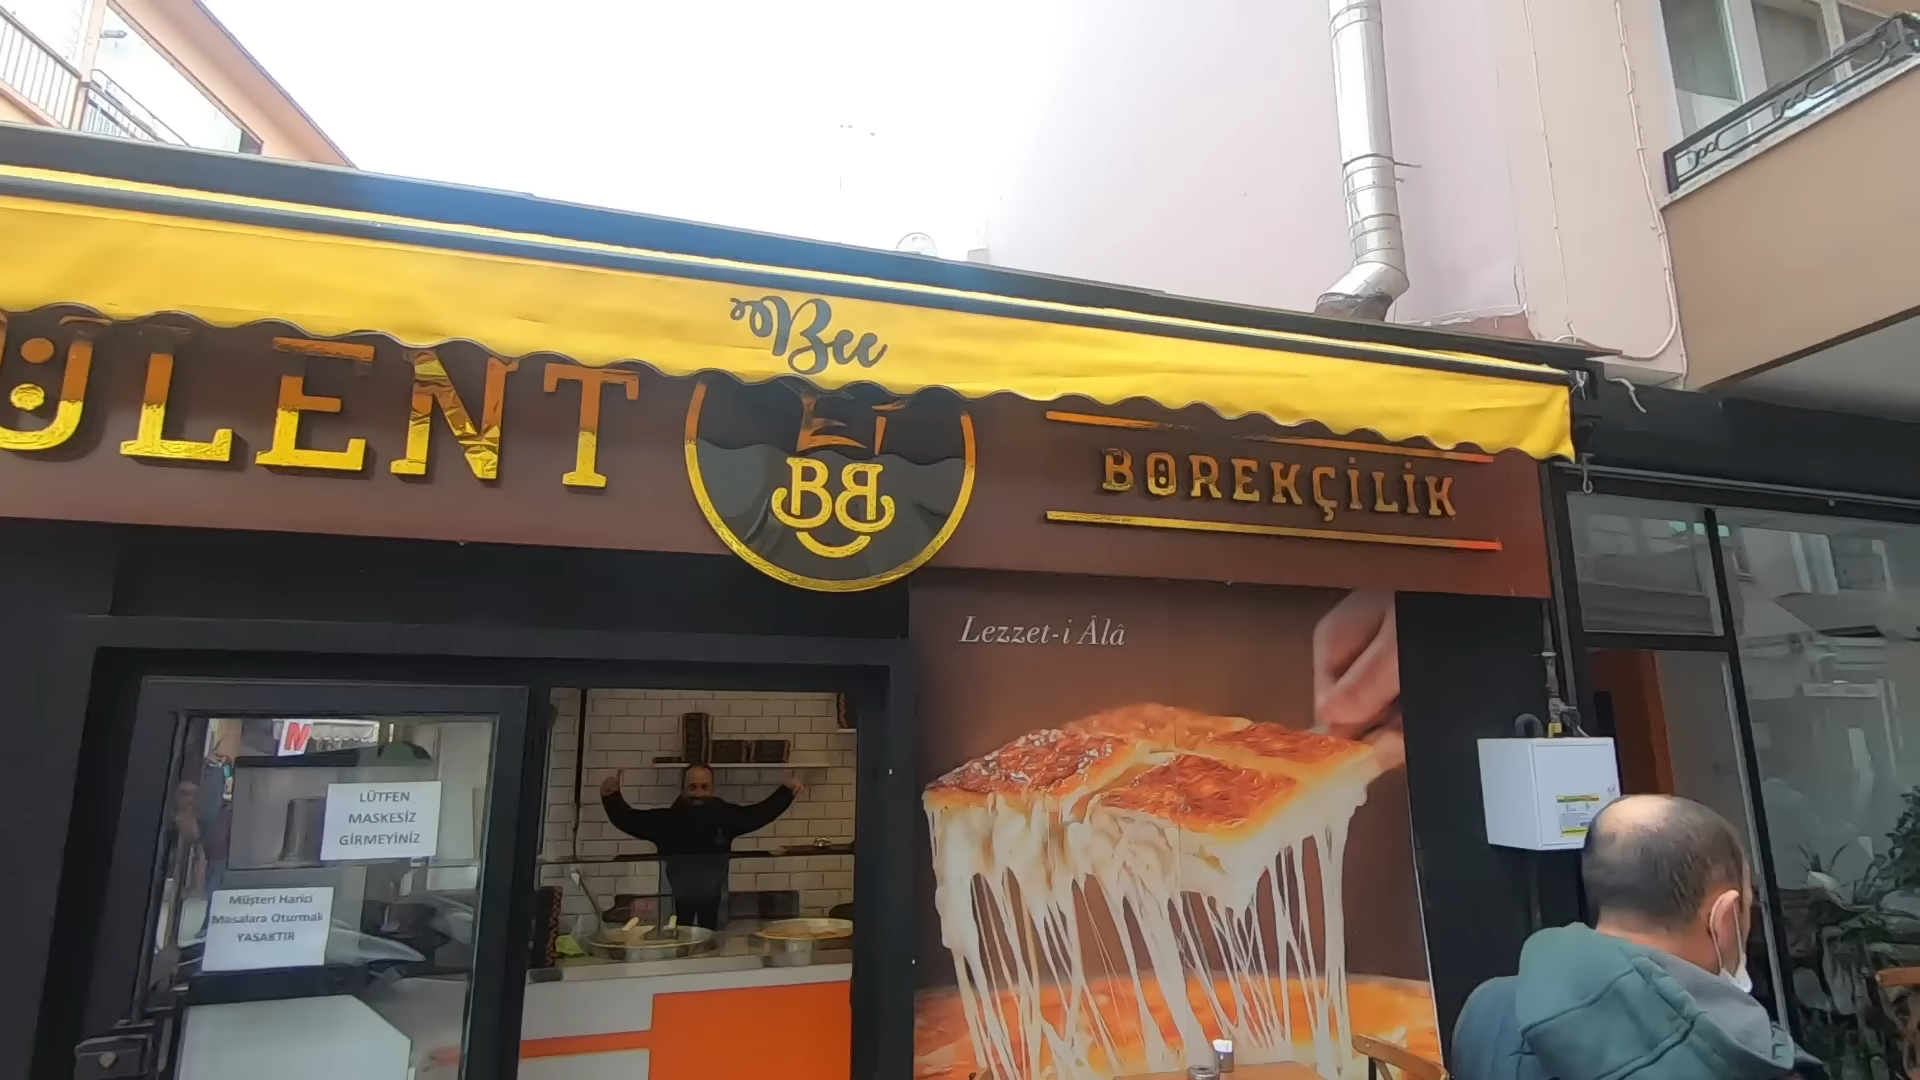 Bee
ÜLENT
BB
BÖREKÇİLİK
Lezzet-i Âlâ
M
LÜTFEN
MASKESİZ
GİRMEYİNİZ
Müşteri Harici
Masalara Oturmak
YASAKTIR